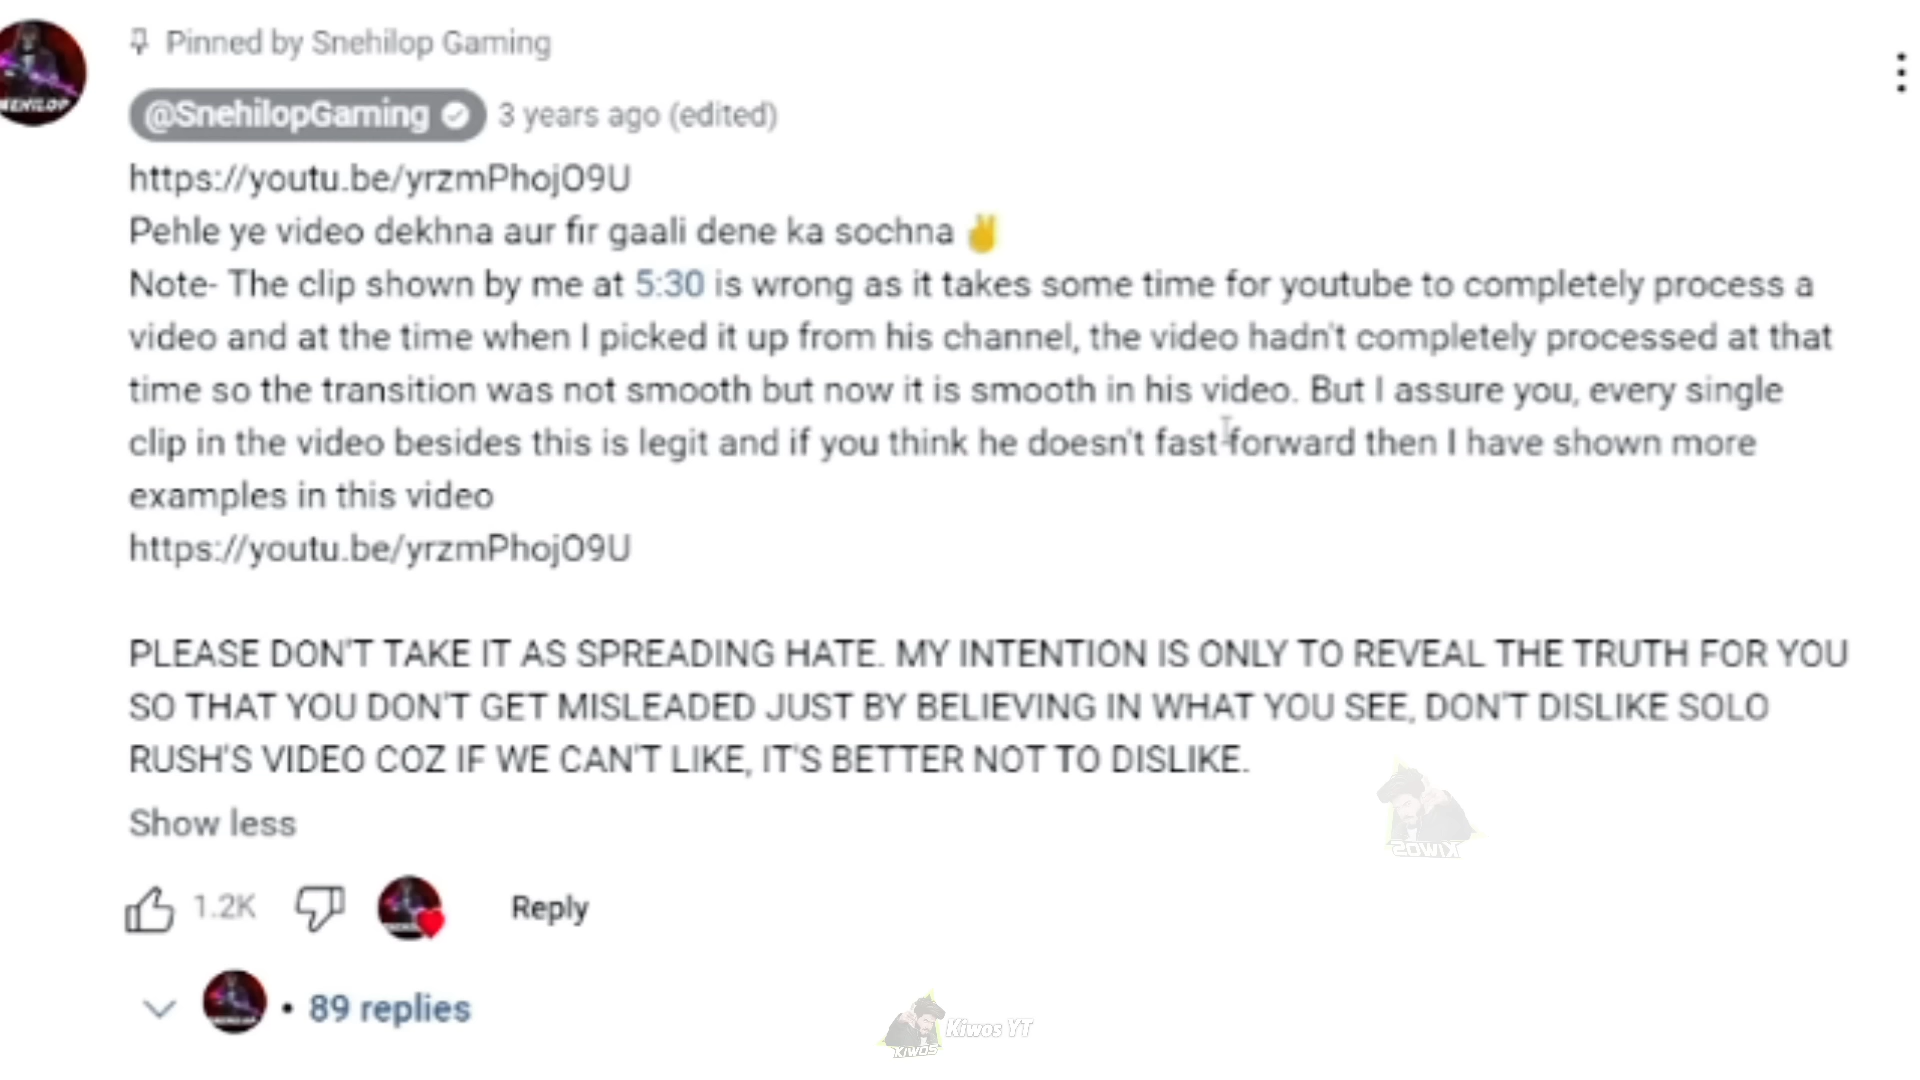 Pinned by Snehilop Gaming
@SnehilopGaming 3 years ago (edited)
https://youtu.be/yrzmPhojO9U
Pehle ye video dekhna aur fir gaali dene ka sochna ✌
Note- The clip shown by me at 5:30 is wrong as it takes some time for youtube to completely process a
video and at the time when I picked it up from his channel, the video hadn't completely processed at that
time so the transition was not smooth but now it is smooth in his video. But I assure you, every single
clip in the video besides this is legit and if you think he doesn't fast forward then I have shown more
examples in this video
https://youtu.be/yrzmPhojO9U
PLEASE DON'T TAKE IT AS SPREADING HATE. MY INTENTION IS ONLY TO REVEAL THE TRUTH FOR YOU
SO THAT YOU DON'T GET MISLEADED JUST BY BELIEVING IN WHAT YOU SEE, DON'T DISLIKE SOLO
RUSH'S VIDEO COZ IF WE CAN'T LIKE, IT'S BETTER NOT TO DISLIKE.
KIWOS
Show less
1.2K Reply
89 replies
Kiwos YT
KIWOS